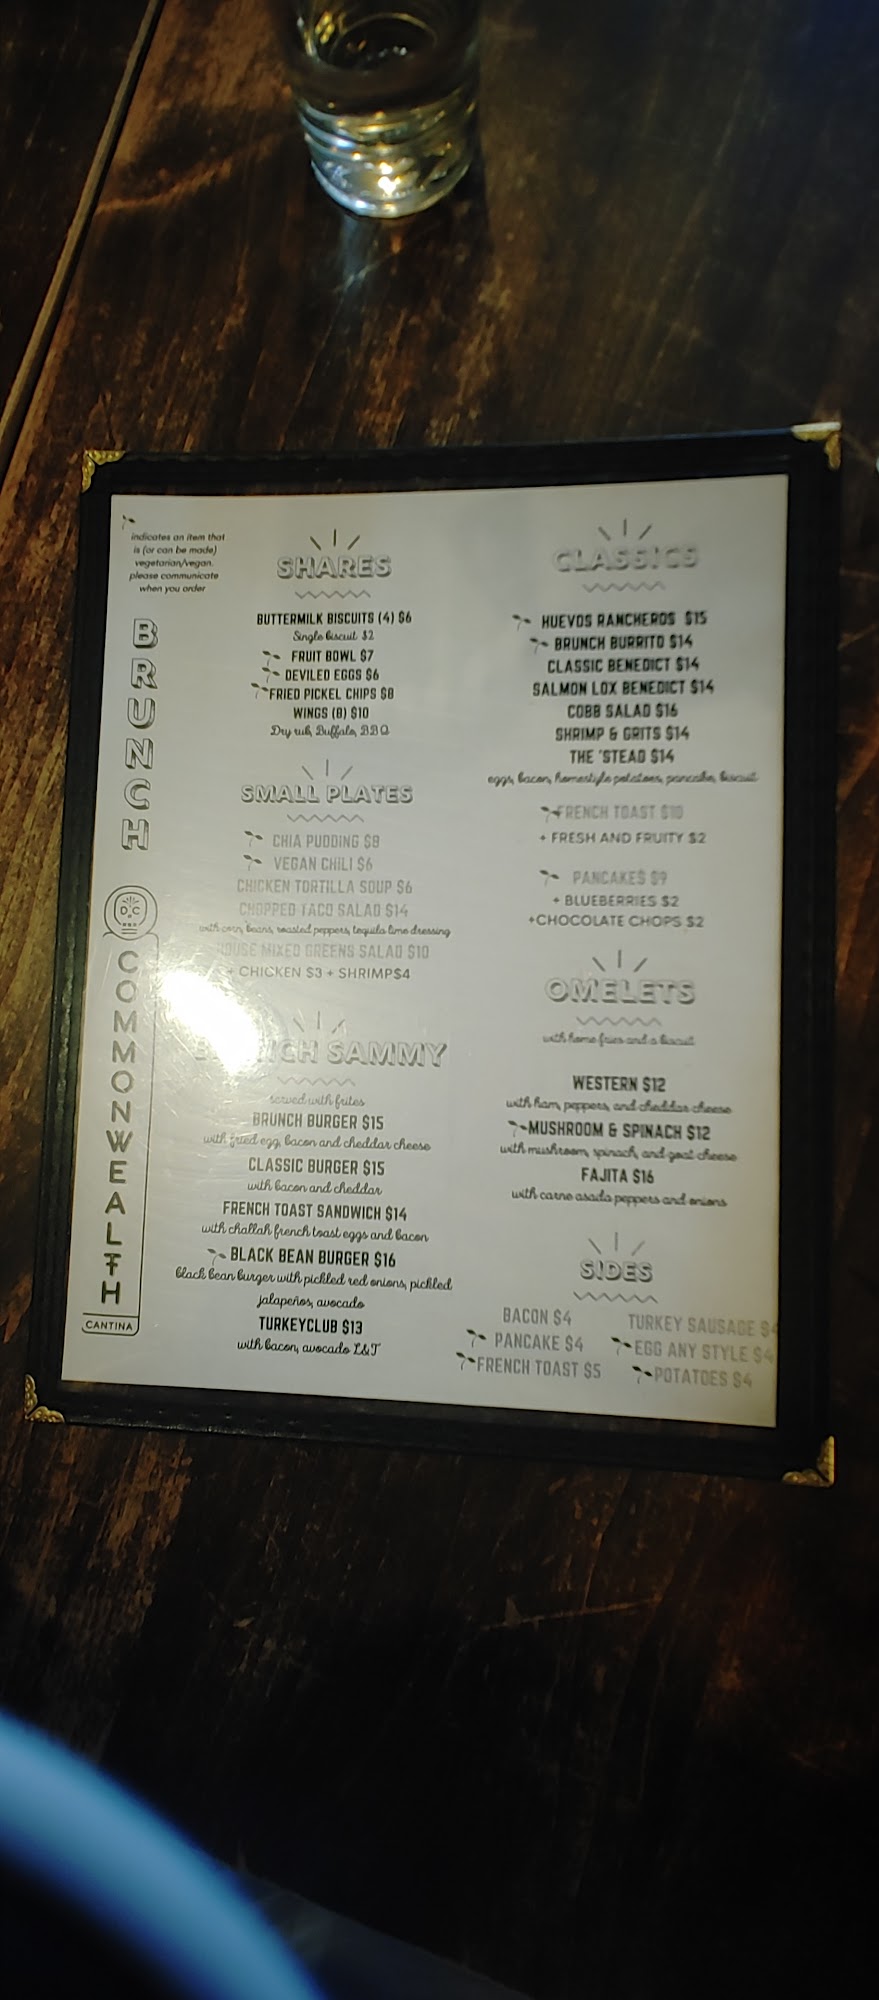 indicates an item that
is (or can be made)
vegetarian/vegan.
please communicate
when you order
BRUNCH
DC
COMMONWEALTH
CANTINA
SHARES
BUTTERMILK BISCUITS (4) $6
Single biscuit $2
FRUIT BOWL $7
DEVILED EGGS $6
FRIED PICKEL CHIPS $8
WINGS (8) $10
Dry rub, Buffalo, BBQ
SMALL PLATES
CHIA PUDDING $9
VEGAN CHILI $6
CHICKEN TORTILLA SOUP $6
CHOPPED TACO SALAD $14
with corn, beans, roasted peppers, tequila lime dressing
HOUSE MIXED GREENS SALAD $10
+ CHICKEN $3 + SHRIMP$4
SAMMY
served with frites
BRUNCH BURGER $15
with fried egg, bacon and cheddar cheese
CLASSIC BURGER $15
with bacon and cheddar
FRENCH TOAST SANDWICH $14
with challah french toast eggs and bacon
BLACK BEAN BURGER $16
black bean burger with pickled red onions, pickled
jalapeños, avocado
TURKEYCLUB $13
with bacon, avocado L&T
CLASSICS
HUEVOS RANCHEROS $15
BRUNCH BURRITO $14
CLASSIC BENEDICT $14
SALMON LOX BENEDICT $14
COBB SALAD $16
SHRIMP & GRITS $14
THE 'STEAD $14
eggs, bacon, homestyle potatoes, pancake, biscuit
FRENCH TOAST $10
+ FRESH AND FRUITY $2
PANCAKES $9
+ BLUEBERRIES $2
+CHOCOLATE CHOPS $2
OMELETS
with home fries and a biscuit
WESTERN $12
with ham, peppers, and cheddar cheese
MUSHROOM & SPINACH $12
with mushroom, spinach, and goat cheese
FAJITA $16
with carne asada peppers and onions
SIDES
BACON $4
PANCAKE $4
FRENCH TOAST $5
TURKEY SAUSAGE $4
EGG ANY STYLE $4
POTATOES $4